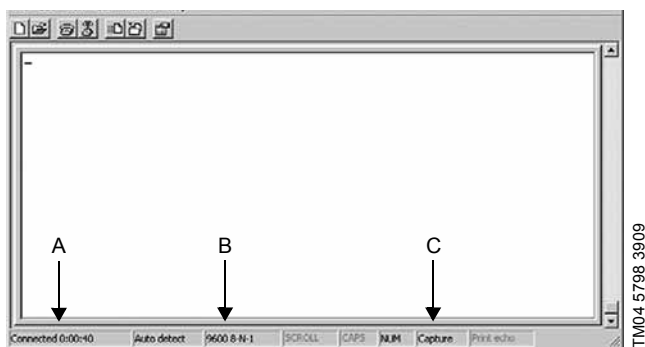 A
B
C
Connected 0:00:40 Auto detect 9600 8-N-1 SCROLL CAPS NUM Capture Print echo
TM04 5798 3909